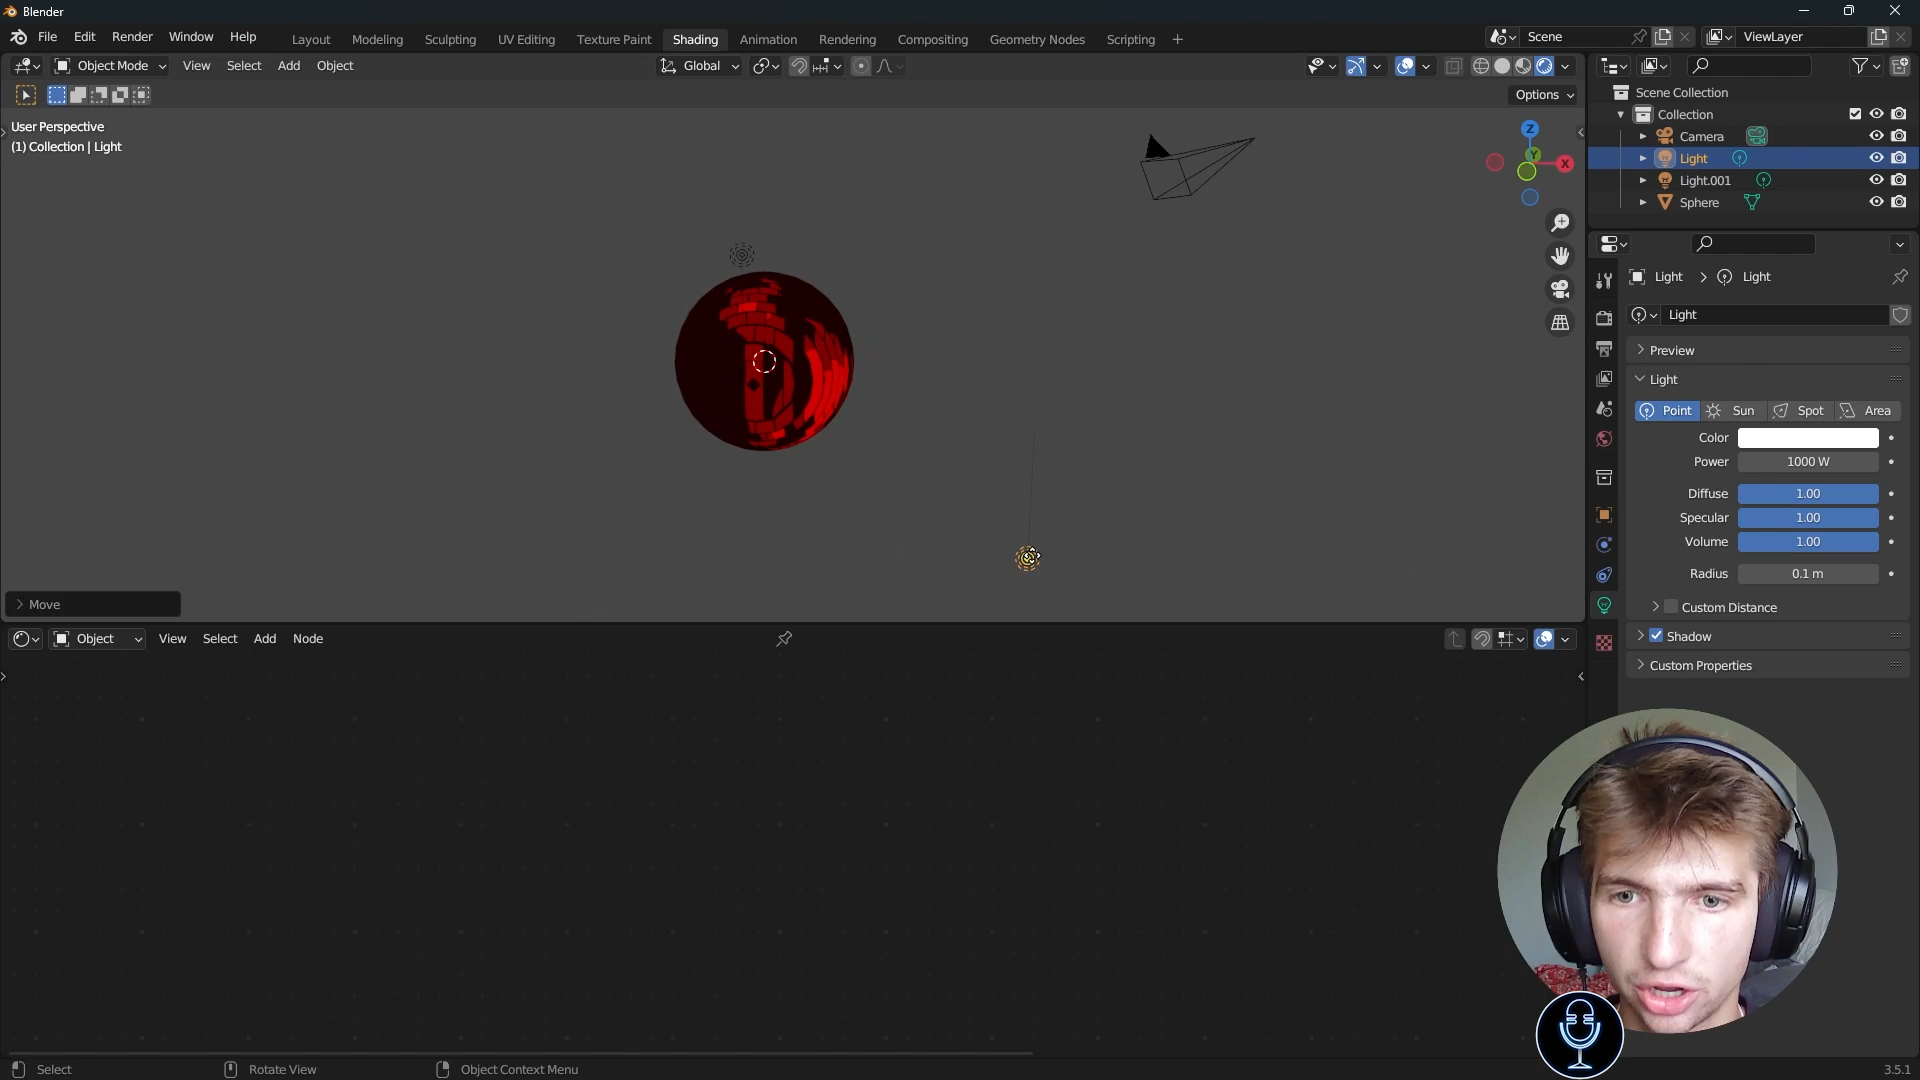 Blender
File Edit Render Window Help
Layout Modeling Sculpting UV Editing Texture Paint Shading Animation Rendering Compositing Geometry Nodes Scripting +
Scene
ViewLayer
Object Mode View Select Add Object
Global
Options
User Perspective
(1) Collection | Light
Z
Y
X
Move
Scene Collection
Collection
Camera
Light
Light.001
Sphere
Light > Light
Light
Preview
Light
Point Sun Spot Area
Color
Power 1000 W
Diffuse 1.00
Specular 1.00
Volume 1.00
Radius 0.1 m
Custom Distance
Shadow
Custom Properties
Object View Select Add Node
Select
Rotate View
Object Context Menu
3.5.1